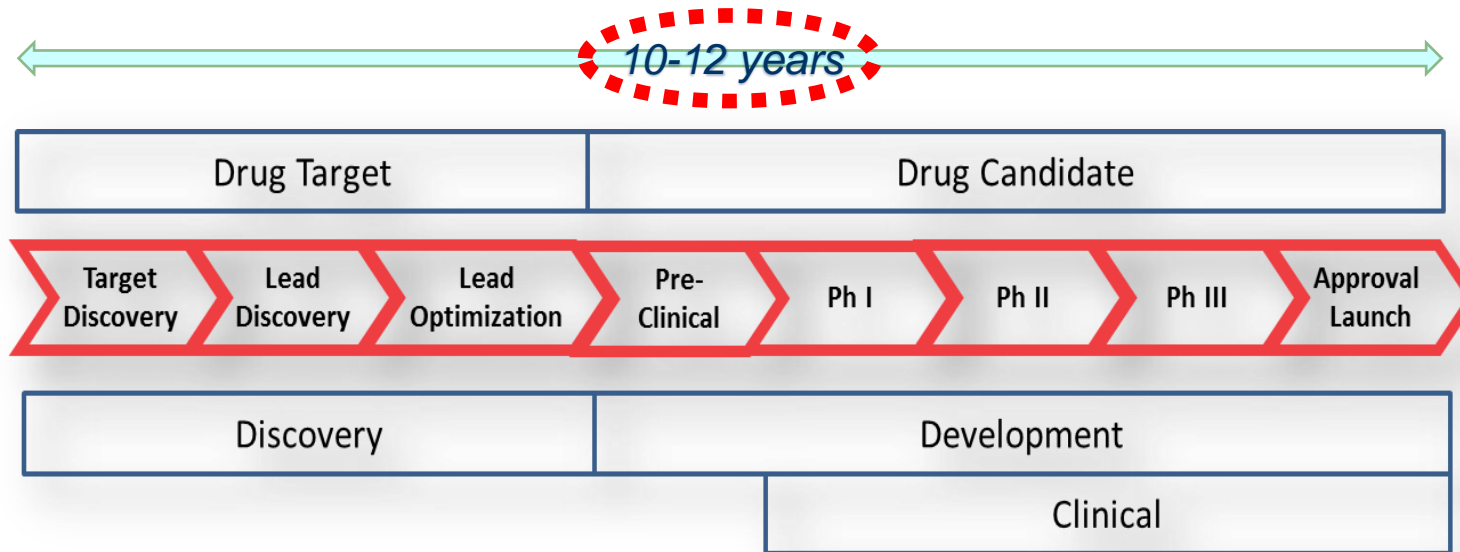 10-12 years
Drug Target
Drug Candidate
Target
Discovery
Lead
Discovery
Lead
Optimization
Pre-
Clinical
Ph I
Ph II
Ph III
Approval
Launch
Discovery
Development
Clinical